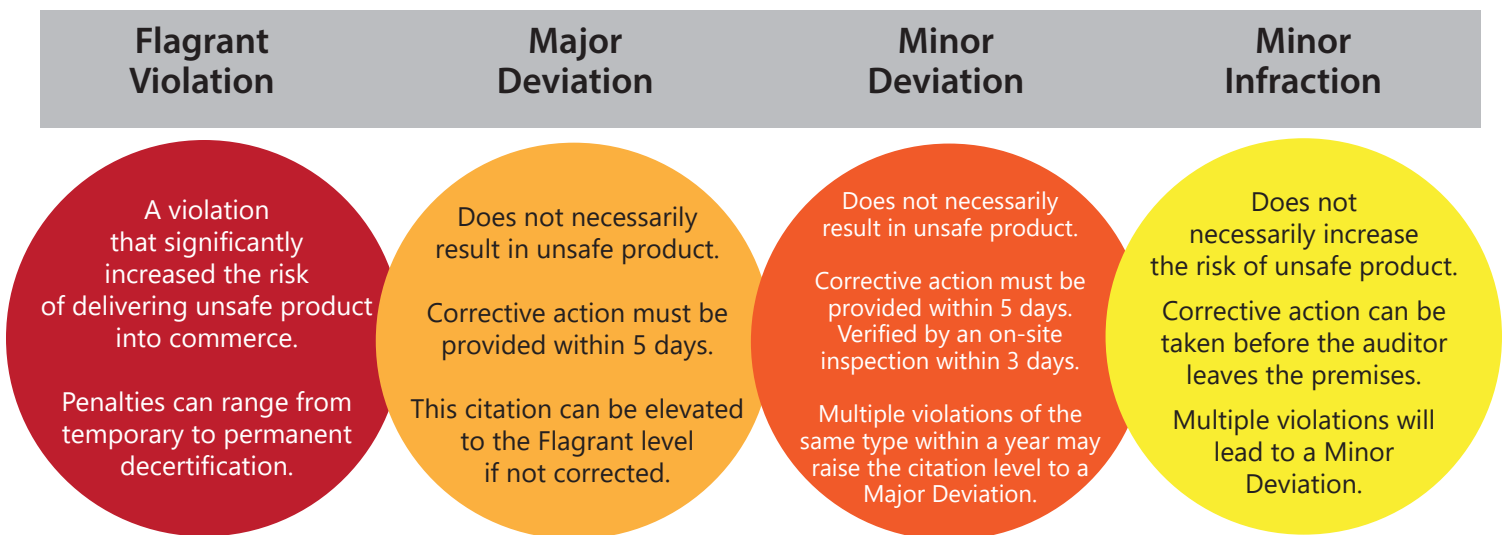 Flagrant
Violation
Major
Deviation
Minor
Deviation
Minor
Infraction
A violation
that significantly
increased the risk
of delivering unsafe product
into commerce.
Penalties can range from
temporary to permanent
decertification.
Does not necessarily
result in unsafe product.
Corrective action must be
provided within 5 days.
This citation can be elevated
to the Flagrant level
if not corrected.
Does not necessarily
result in unsafe product.
Corrective action must be
provided within 5 days.
Verified by an on-site
inspection within 3 days.
Multiple violations of the
same type within a year may
raise the citation level to a
Major Deviation.
Does not
necessarily increase
the risk of unsafe product.
Corrective action can be
taken before the auditor
leaves the premises.
Multiple violations will
lead to a Minor
Deviation.